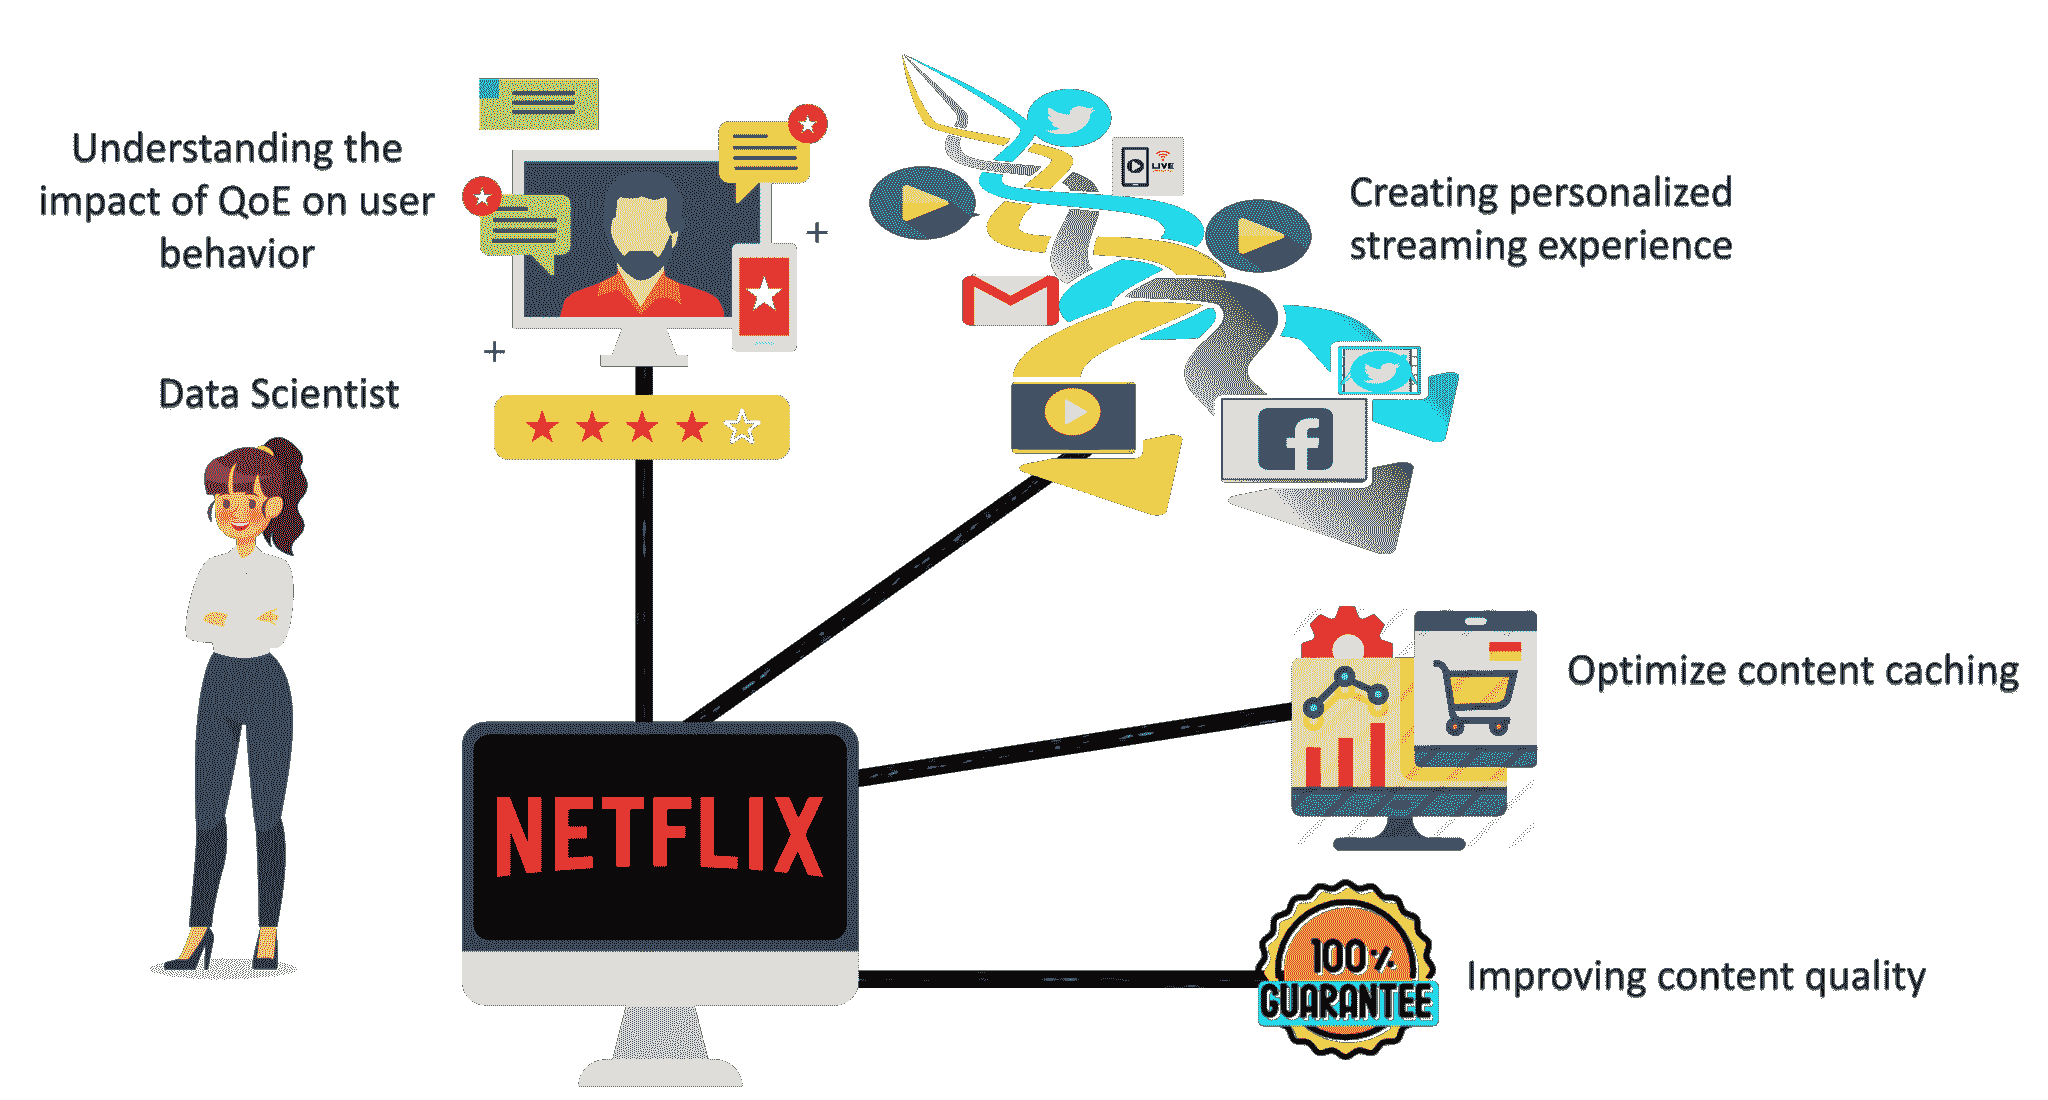 Understanding the
impact of QoE on user
behavior
LIVE
Creating personalized
streaming experience
Data Scientist
f
Optimize content caching
NETFLIX
100%
GUARANTEE
Improving content quality